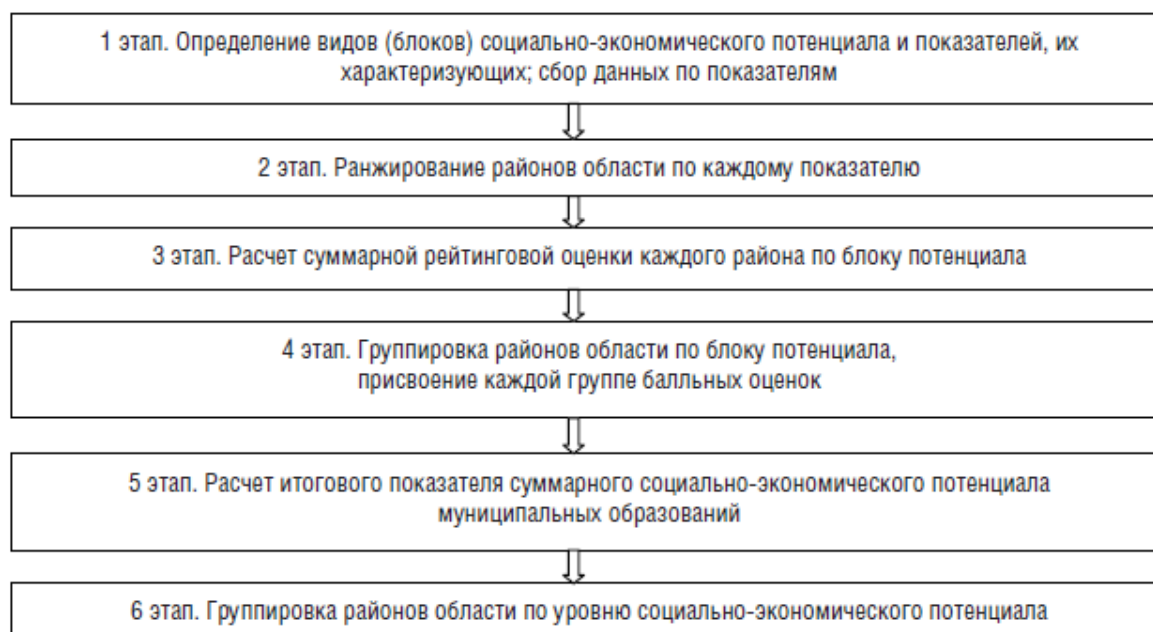 1 этап. Определение видов (блоков) социально-экономического потенциала и показателей, их
характеризующих; сбор данных по показателям
2 этап. Ранжирование районов области по каждому показателю
3 этап. Расчет суммарной рейтинговой оценки каждого района по блоку потенциала
4 этап. Группировка районов области по блоку потенциала,
присвоение каждой группе балльных оценок
5 этап. Расчет итогового показателя суммарного социально-экономического потенциала
муниципальных образований
6 этап. Группировка районов области по уровню социально-экономического потенциала